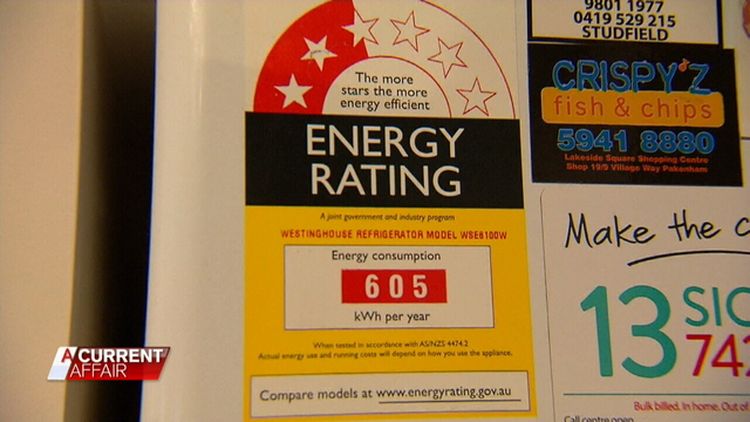 The more
stars the more
energy efficient
ENERGY
RATING
A joint government and industry program
WESTINGHOUSE REFRIGERATOR MODEL WSE6100W
Energy consumption
605
kWh per year
When tested in accordance with AS/NZS 4474.2
Actual energy use and running costs will depend on how you use the appliance.
Compare models at www.energyrating.gov.au
9801 1977
0419 529 215
STUDFIELD
CRISPY'Z
fish & chips
5941 8880
Lakeside Square Shopping Centre
Shop 19/9 Village Way Pakenham
Make the
13 SIC
742
Bulk billed. In home. Out of
Call centre open
A CURRENT
AFFAIR